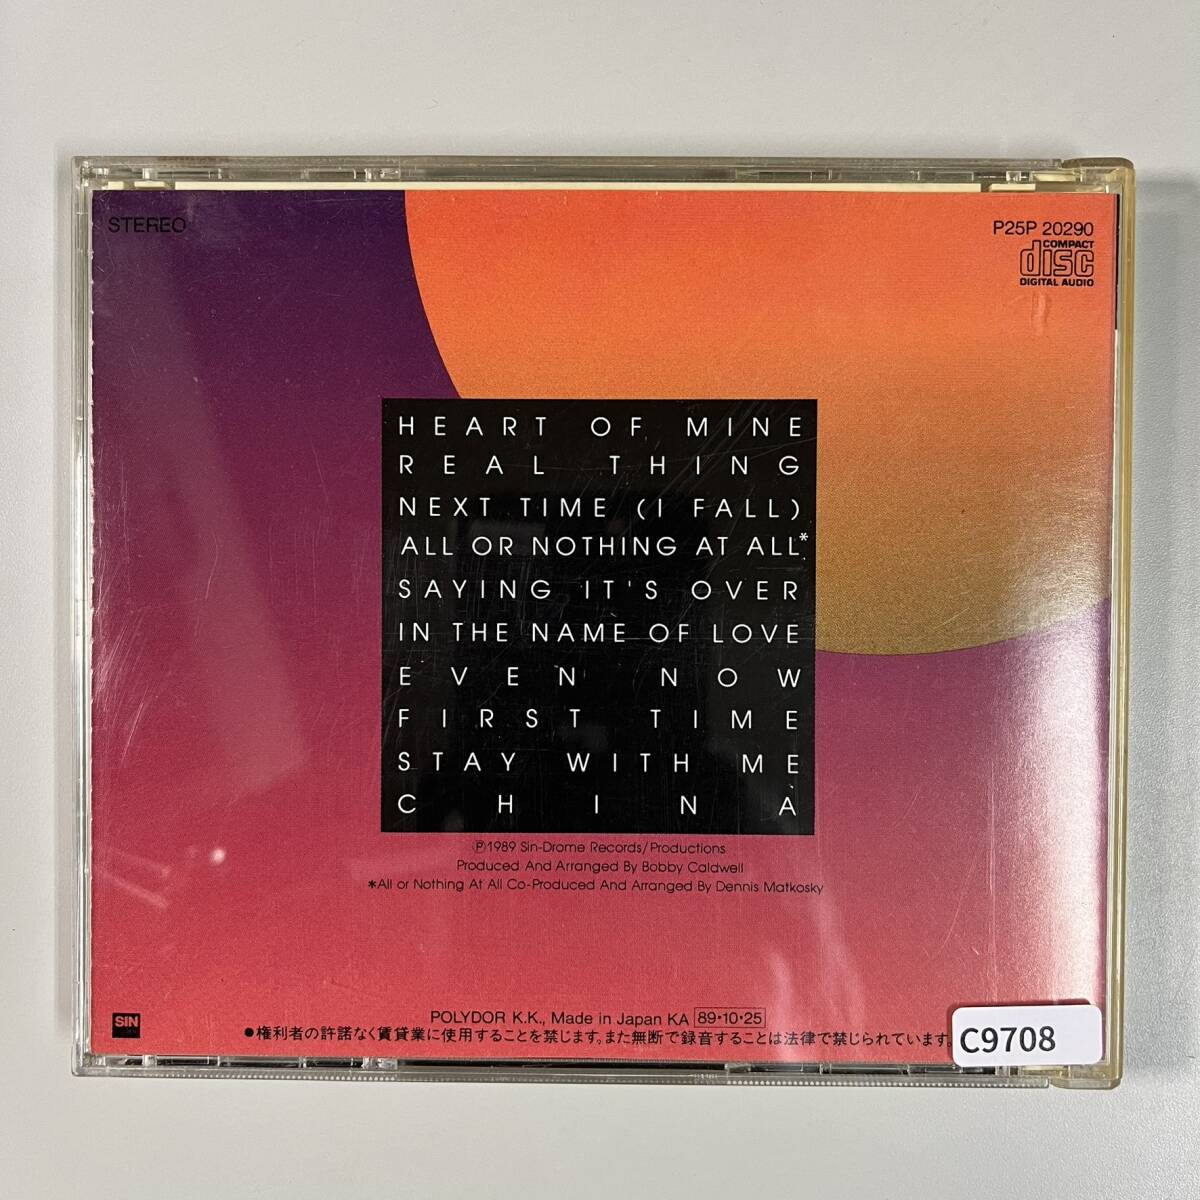 STEREO
P25P 20290
COMPACT
disc
DIGITAL AUDIO
HEART OF MINE
REAL THING
NEXT TIME (I FALL)
ALL OR NOTHING AT ALL*
SAYING IT'S OVER
IN THE NAME OF LOVE
EVEN NOW
FIRST TIME
STAY WITH ME
CHINA
Ⓟ1989 Sin-Drome Records/Productions
Produced And Arranged By Bobby Caldwell
*All or Nothing At All Co-Produced And Arranged By Dennis Matkosky
SIN
POLYDOR K.K., Made in Japan KA 89・10・25
●権利者の許諾なく賃貸業に使用することを禁じます。また無断で録音することは法律で禁じられています。
C9708